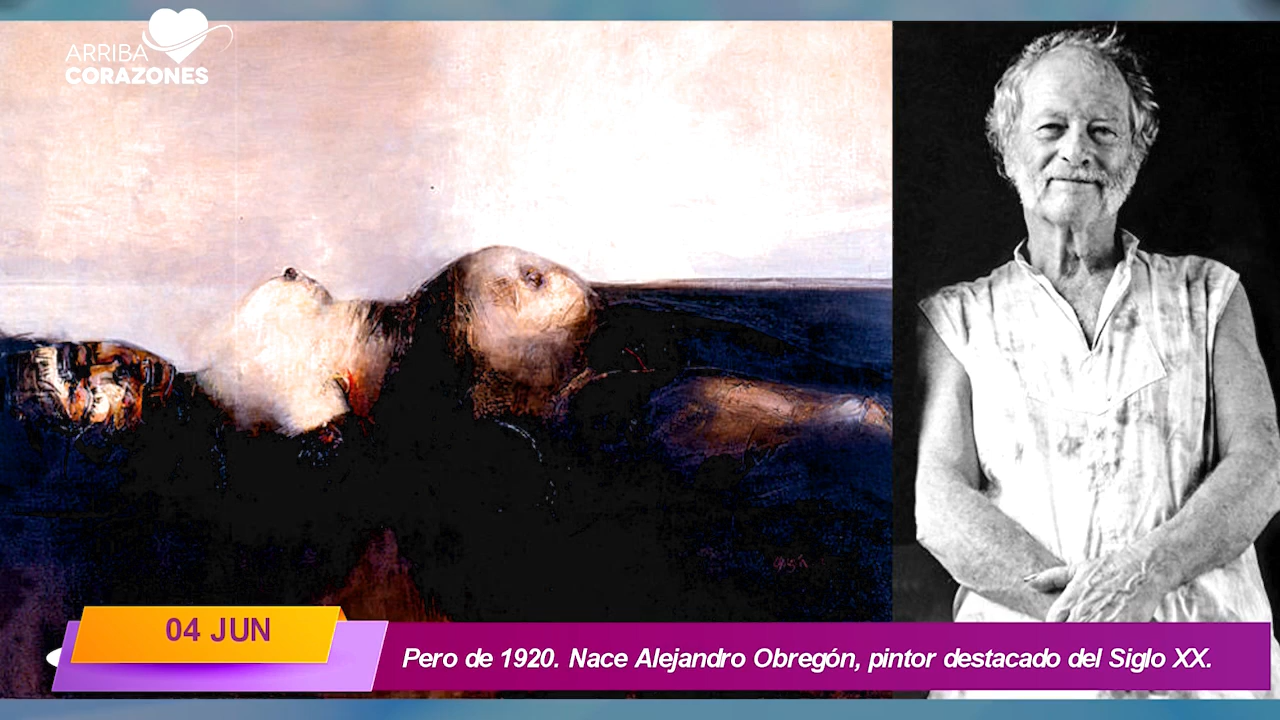 ARRIBA
CORAZONES
04 JUN
Pero de 1920. Nace Alejandro Obregón, pintor destacado del Siglo XX.